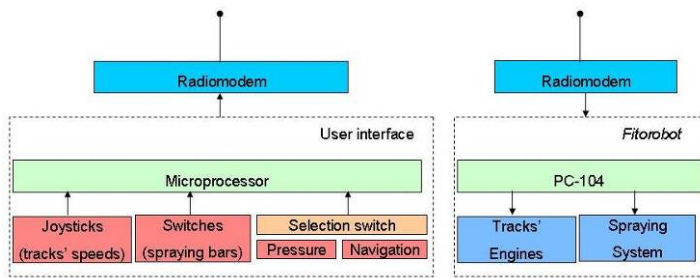 Radiomodem
Radiomodem
User interface
Fitorobot
Microprocessor
PC-104
Joysticks
(tracks' speeds)
Switches
(spraying bars)
Selection switch
Pressure
Navigation
Tracks'
Engines
Spraying
System